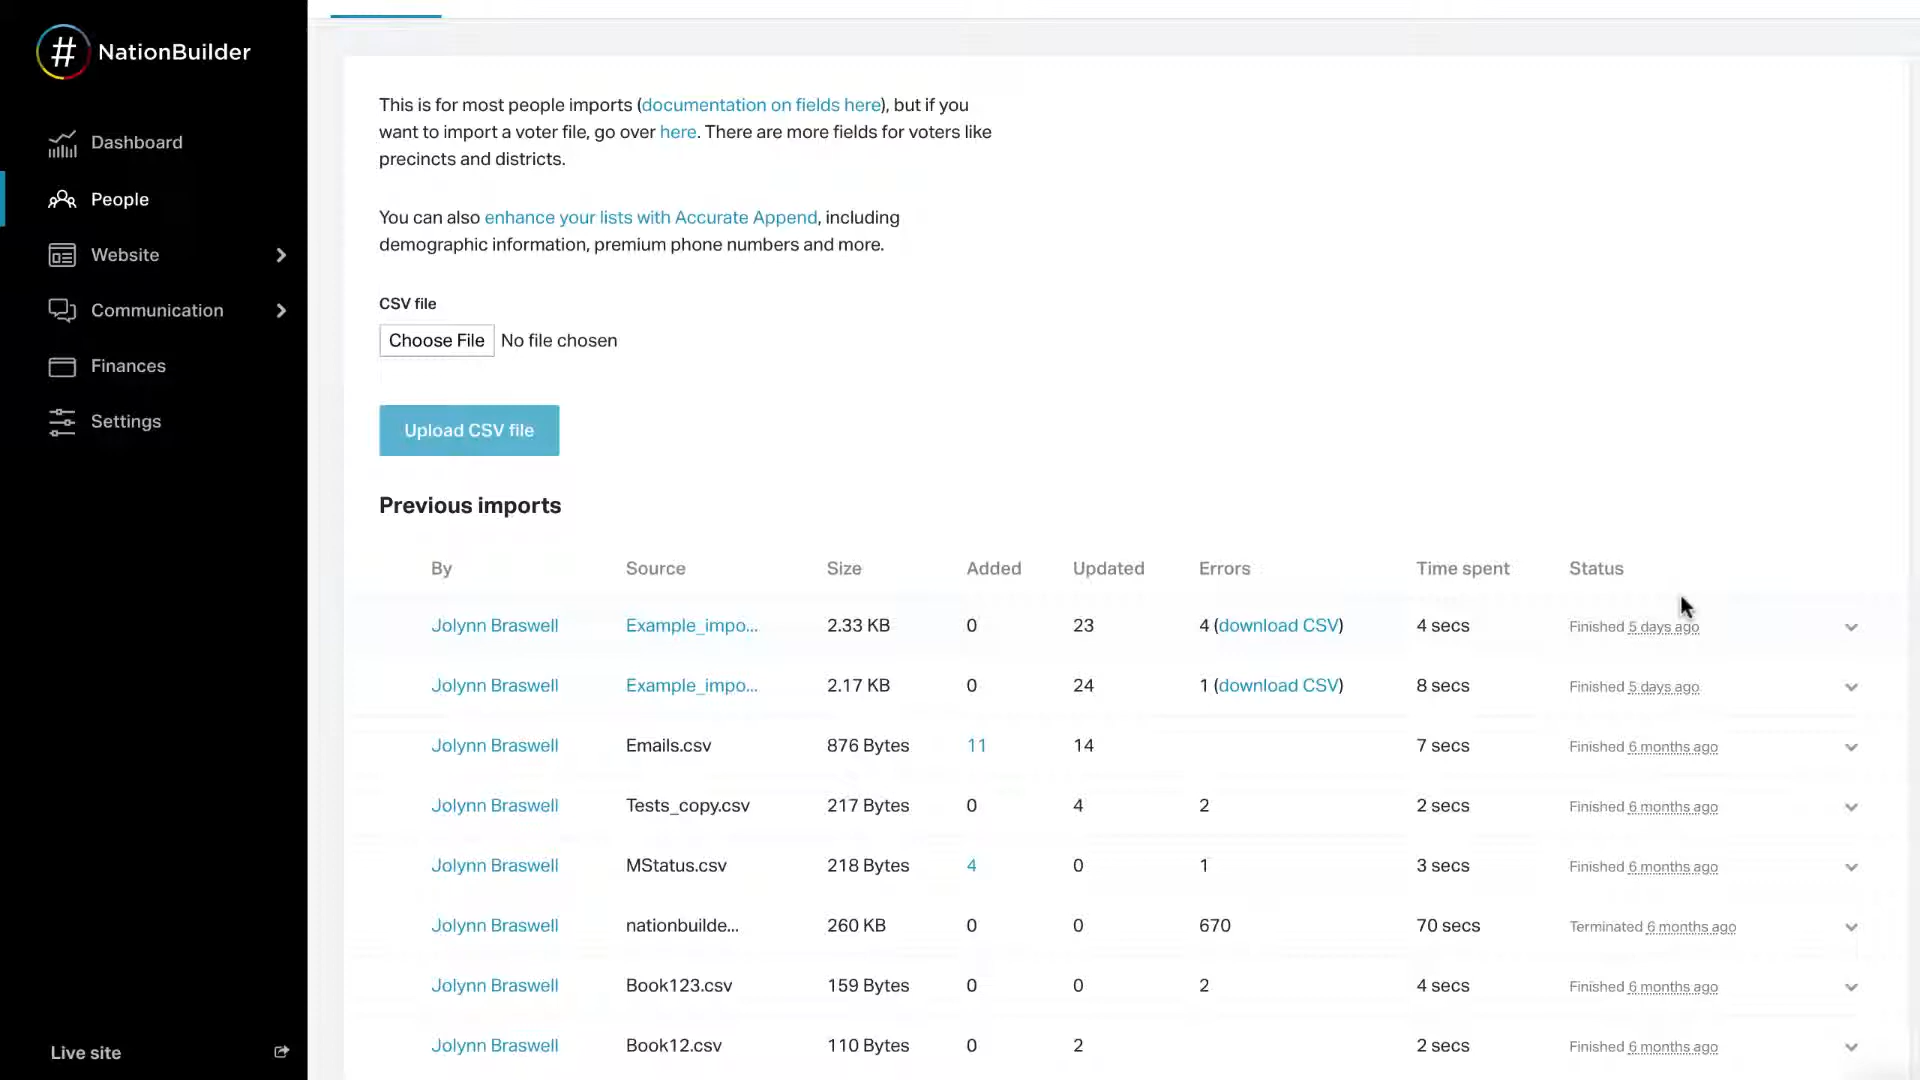 # NationBuilder
Dashboard
People
Website
Communication
Finances
Settings
Live site
This is for most people imports (documentation on fields here), but if you
want to import a voter file, go over here. There are more fields for voters like
precincts and districts.
You can also enhance your lists with Accurate Append, including
demographic information, premium phone numbers and more.
CSV file
Choose File No file chosen
Upload CSV file
Previous imports
By Source Size Added Updated Errors Time spent Status
Jolynn Braswell Example_impo... 2.33 KB 0 23 4 (download CSV) 4 secs Finished 5 days ago
Jolynn Braswell Example_impo... 2.17 KB 0 24 1 (download CSV) 8 secs Finished 5 days ago
Jolynn Braswell Emails.csv 876 Bytes 11 14 7 secs Finished 6 months ago
Jolynn Braswell Tests_copy.csv 217 Bytes 0 4 2 2 secs Finished 6 months ago
Jolynn Braswell MStatus.csv 218 Bytes 4 0 1 3 secs Finished 6 months ago
Jolynn Braswell nationbuilde... 260 KB 0 0 670 70 secs Terminated 6 months ago
Jolynn Braswell Book123.csv 159 Bytes 0 0 2 4 secs Finished 6 months ago
Jolynn Braswell Book12.csv 110 Bytes 0 2 2 secs Finished 6 months ago